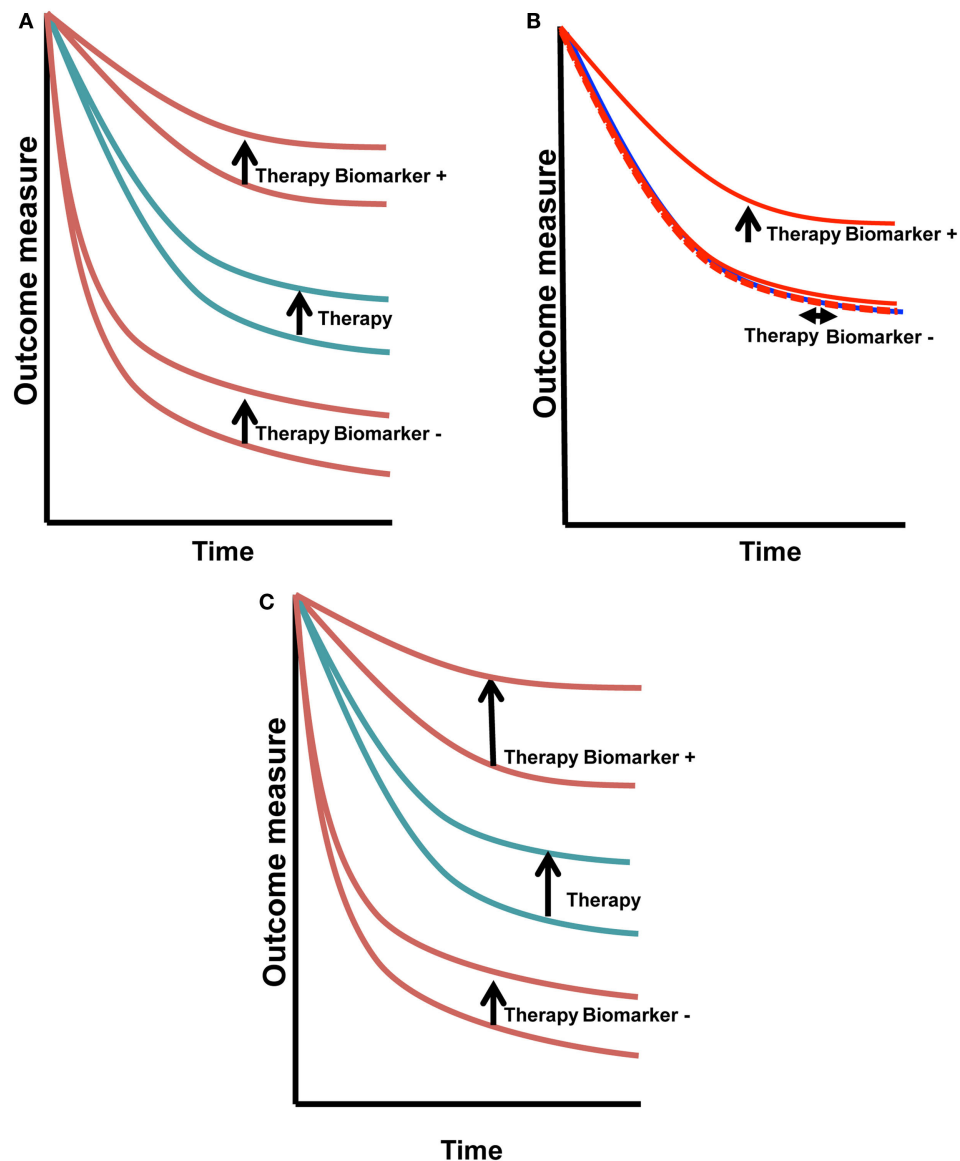 A
Outcome measure
Therapy Biomarker +
Therapy
Therapy Biomarker -
Time
B
Outcome measure
Therapy Biomarker +
Therapy Biomarker -
Time
C
Outcome measure
Therapy Biomarker +
Therapy
Therapy Biomarker -
Time